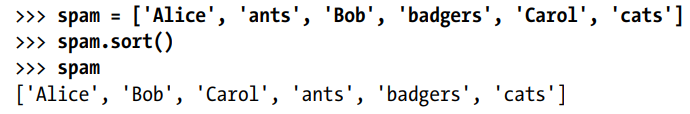 >>> spam = ['Alice', 'ants', 'Bob', 'badgers', 'Carol', 'cats']
>>> spam.sort()
>>> spam
['Alice', 'Bob', 'Carol', 'ants', 'badgers', 'cats']